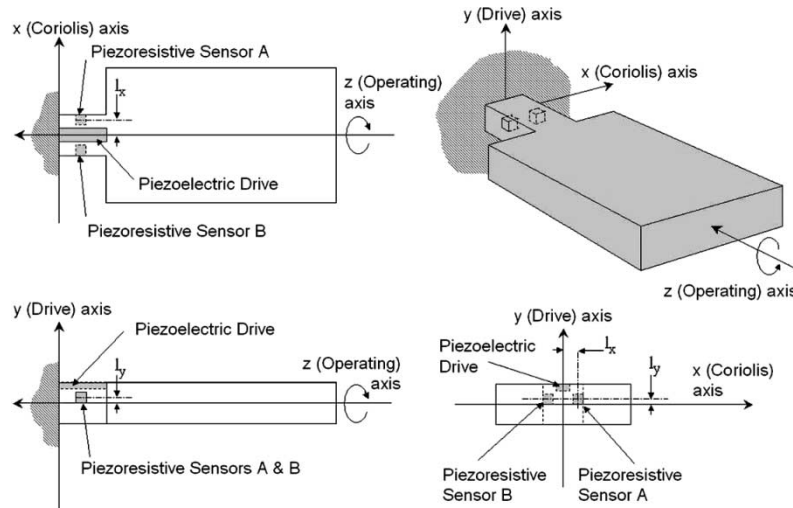 x (Coriolis) axis
Piezoresistive Sensor A
lx
z (Operating)
axis
Piezoelectric Drive
Piezoresistive Sensor B
y (Drive) axis
x (Coriolis) axis
z (Operating) axis
y (Drive) axis
Piezoelectric Drive
ly
z (Operating)
axis
Piezoresistive Sensors A & B
y (Drive) axis
Piezoelectric
Drive
lx
ly
x (Coriolis)
axis
Piezoresistive
Sensor B
Piezoresistive
Sensor A